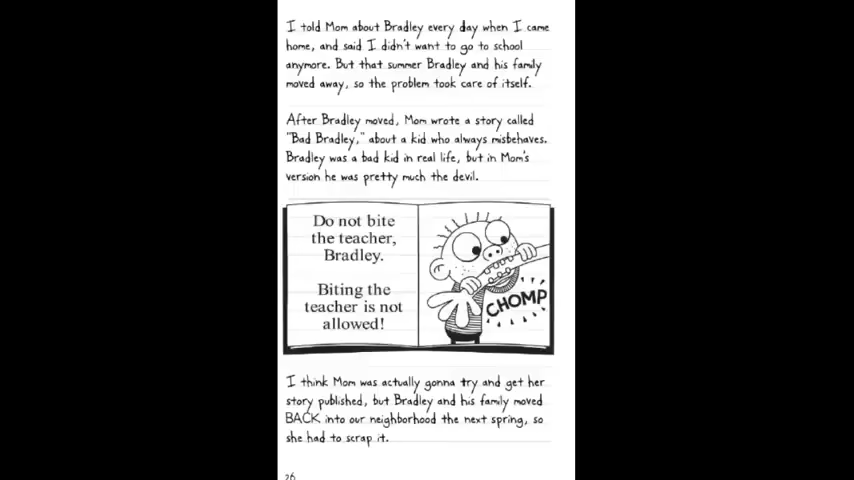 I told Mom about Bradley every day when I came
home, and said I didn't want to go to school
anymore. But that summer Bradley and his family
moved away, so the problem took care of itself.
After Bradley moved, Mom wrote a story called
"Bad Bradley," about a kid who always misbehaves.
Bradley was a bad kid in real life, but in Mom's
version he was pretty much the devil.
Do not bite
the teacher,
Bradley.
Biting the
teacher is not
allowed!
CHOMP
I think Mom was actually gonna try and get her
story published, but Bradley and his family moved
BACK into our neighborhood the next spring, so
she had to scrap it.
26